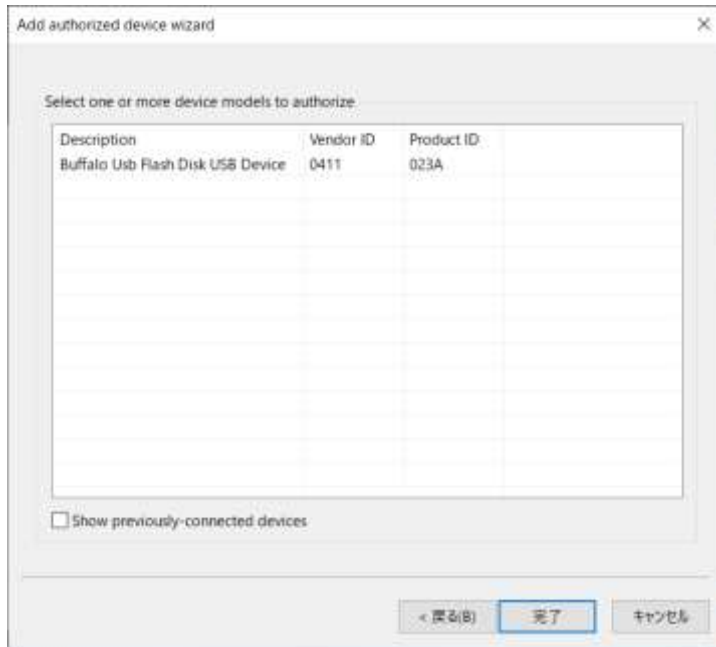 Add authorized device wizard
Select one or more device models to authorize
Description Vendor ID Product ID
Buffalo Usb Flash Disk USB Device 0411 023A
Show previously-connected devices
< 戻る(B) 完了 キャンセル